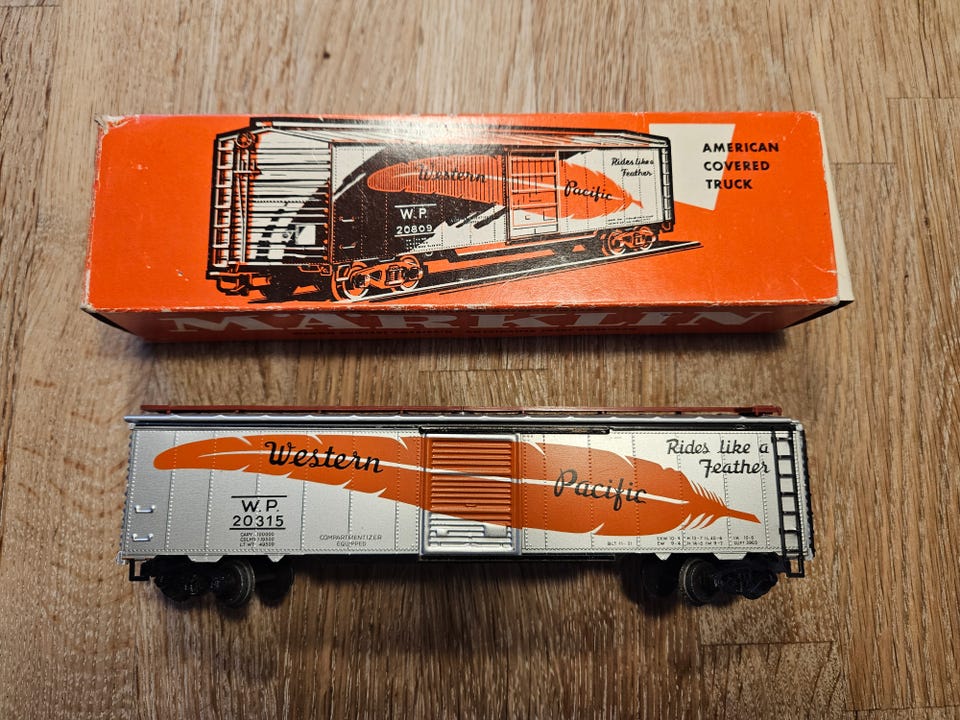 AMERICAN
COVERED
TRUCK
Rides like a
Feather
Western
Pacific
W.P.
20809
MÄRKLIN
Western
Pacific
Rides like a
Feather
W.P.
20315
COMPARTMENTIZER
EQUIPPED